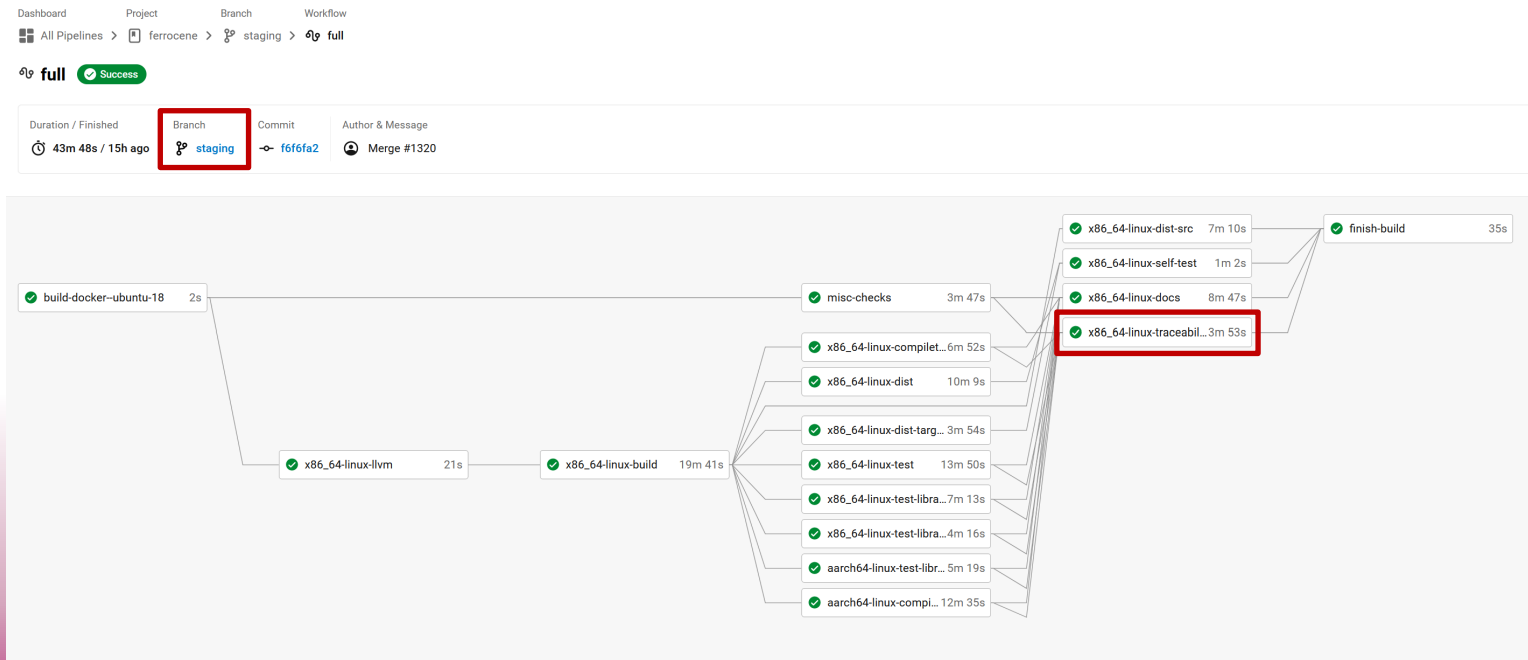 Dashboard Project Branch Workflow
All Pipelines > ferrocene > staging > full
full Success
Duration / Finished Branch Commit Author & Message
43m 48s / 15h ago staging f6f6fa2 Merge #1320
x86_64-linux-dist-src 7m 10s
finish-build 35s
x86_64-linux-self-test 1m 2s
build-docker--ubuntu-18 2s
misc-checks 3m 47s
x86_64-linux-docs 8m 47s
x86_64-linux-traceabil... 3m 53s
x86_64-linux-compilet... 6m 52s
x86_64-linux-dist 10m 9s
x86_64-linux-dist-targ... 3m 54s
x86_64-linux-llvm 21s
x86_64-linux-build 19m 41s
x86_64-linux-test 13m 50s
x86_64-linux-test-libra... 7m 13s
x86_64-linux-test-libra... 4m 16s
aarch64-linux-test-libr... 5m 19s
aarch64-linux-compi... 12m 35s